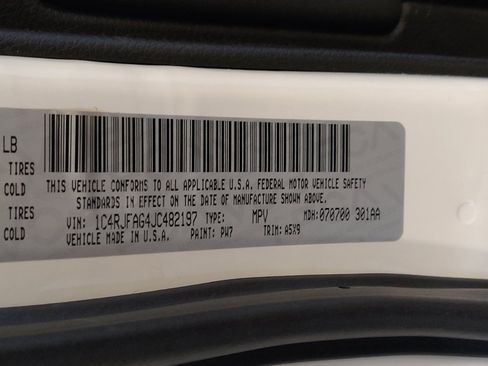 LB
TIRES
COLD
THIS VEHICLE CONFORMS TO ALL APPLICABLE U.S.A. FEDERAL MOTOR VEHICLE SAFETY
STANDARDS IN EFFECT ON THE DATE OF MANUFACTURE SHOWN ABOVE.
TIRES
VIN: 1C4RJFAG4JC482197 TYPE: MPV MDH:070700 301AA
COLD
VEHICLE MADE IN U.S.A. PAINT: PW7 TRIM: A5X9